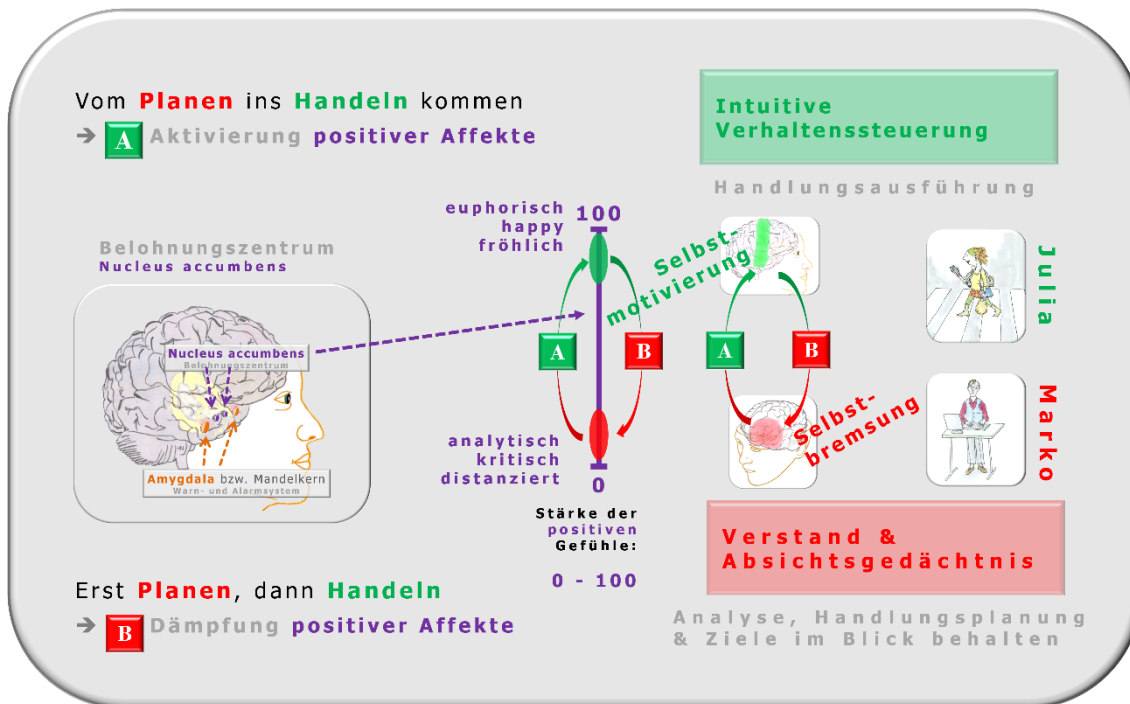 Vom Planen ins Handeln kommen
→ A Aktivierung positiver Affekte
Belohnungszentrum
Nucleus accumbens
Nucleus accumbens
Belohnungszentrum
Amygdala bzw. Mandelkern
Warn- und Alarmsystem
Erst Planen, dann Handeln
→ B Dämpfung positiver Affekte
euphorisch
happy
fröhlich
100
A
B
analytisch
kritisch
distanziert
0
Stärke der
positiven
Gefühle:
0 - 100
Intuitive
Verhaltenssteuerung
Handlungsausführung
Selbst-
motivierung
A
B
Selbst-
bremsung
Julia
Marko
Verstand &
Absichtsgedächtnis
Analyse, Handlungsplanung
& Ziele im Blick behalten